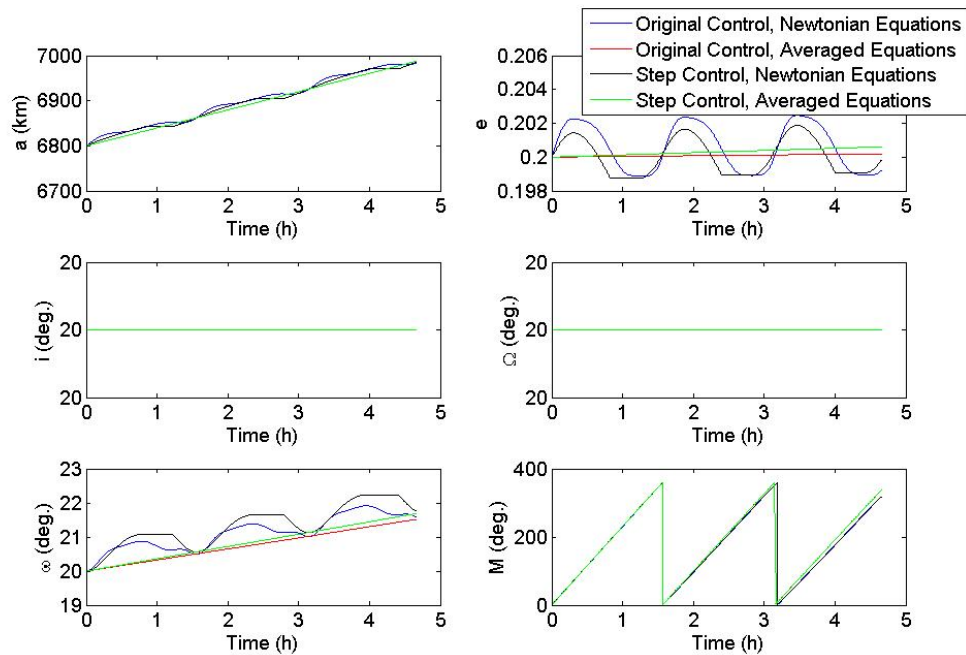 Original Control, Newtonian Equations
Original Control, Averaged Equations
Step Control, Newtonian Equations
Step Control, Averaged Equations
7000
6900
6800
6700
a (km)
0 1 2 3 4 5
Time (h)
0.206
0.204
0.202
0.2
0.198
e
0 1 2 3 4 5
Time (h)
20
20
20
i (deg.)
0 1 2 3 4 5
Time (h)
20
20
20
Ω (deg.)
0 1 2 3 4 5
Time (h)
23
22
21
20
19
ω (deg.)
0 1 2 3 4 5
Time (h)
400
200
0
M (deg.)
0 1 2 3 4 5
Time (h)